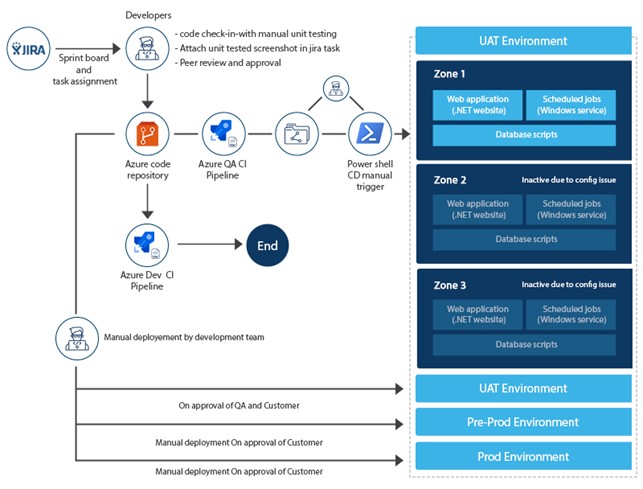 Developers
- code check-in-with manual unit testing
- Attach unit tested screenshot in jira task
- Peer review and approval
JIRA
Sprint board
and
task assignment
UAT Environment
Zone 1
Web application
(.NET website)
Scheduled jobs
(Windows service)
Database scripts
Azure code
repository
Azure QA CI
Pipeline
Power shell
CD manual
trigger
Zone 2
Inactive due to config issue
Web application
(.NET website)
Scheduled jobs
(Windows service)
Database scripts
End
Azure Dev CI
Pipeline
Zone 3
Inactive due to config issue
Web application
(.NET website)
Scheduled jobs
(Windows service)
Database scripts
Manual deployement by development team
UAT Environment
On approval of QA and Customer
Pre-Prod Environment
Manual deployment On approval of Customer
Prod Environment
Manual deployment On approval of Customer